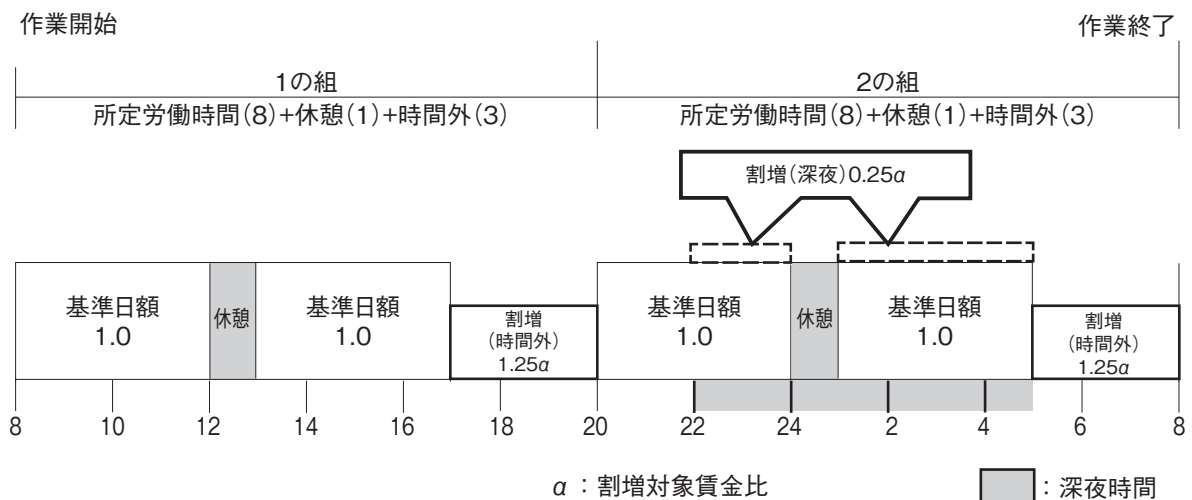 作業開始
作業終了
1の組
2の組
所定労働時間(8)+休憩(1)+時間外(3)
所定労働時間(8)+休憩(1)+時間外(3)
割増(深夜)0.25α
基準日額
1.0
休憩
基準日額
1.0
割増
(時間外)
1.25α
基準日額
1.0
休憩
基準日額
1.0
割増
(時間外)
1.25α
8 10 12 14 16 18 20 22 24 2 4 6 8
α：割増対象賃金比
：深夜時間